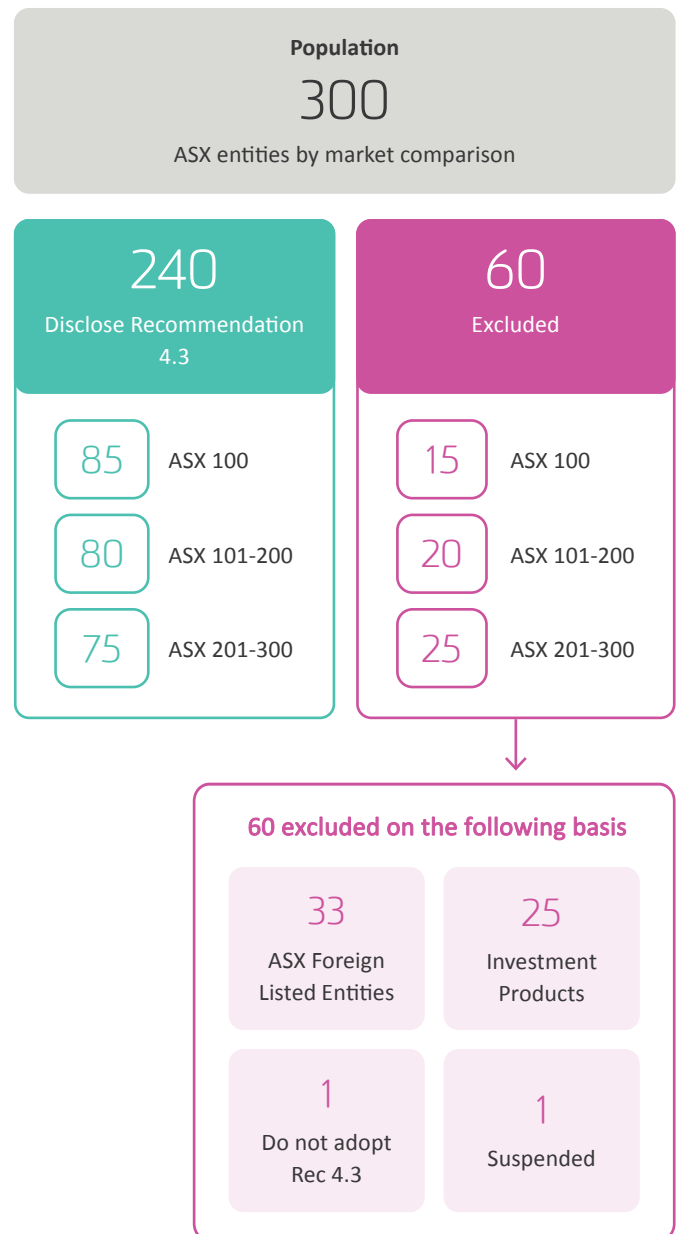 Population
300
ASX entities by market comparison
240
Disclose Recommendation
4.3
85 ASX 100
80 ASX 101-200
75 ASX 201-300
60
Excluded
15 ASX 100
20 ASX 101-200
25 ASX 201-300
60 excluded on the following basis
33
ASX Foreign
Listed Entities
25
Investment
Products
1
Do not adopt
Rec 4.3
1
Suspended